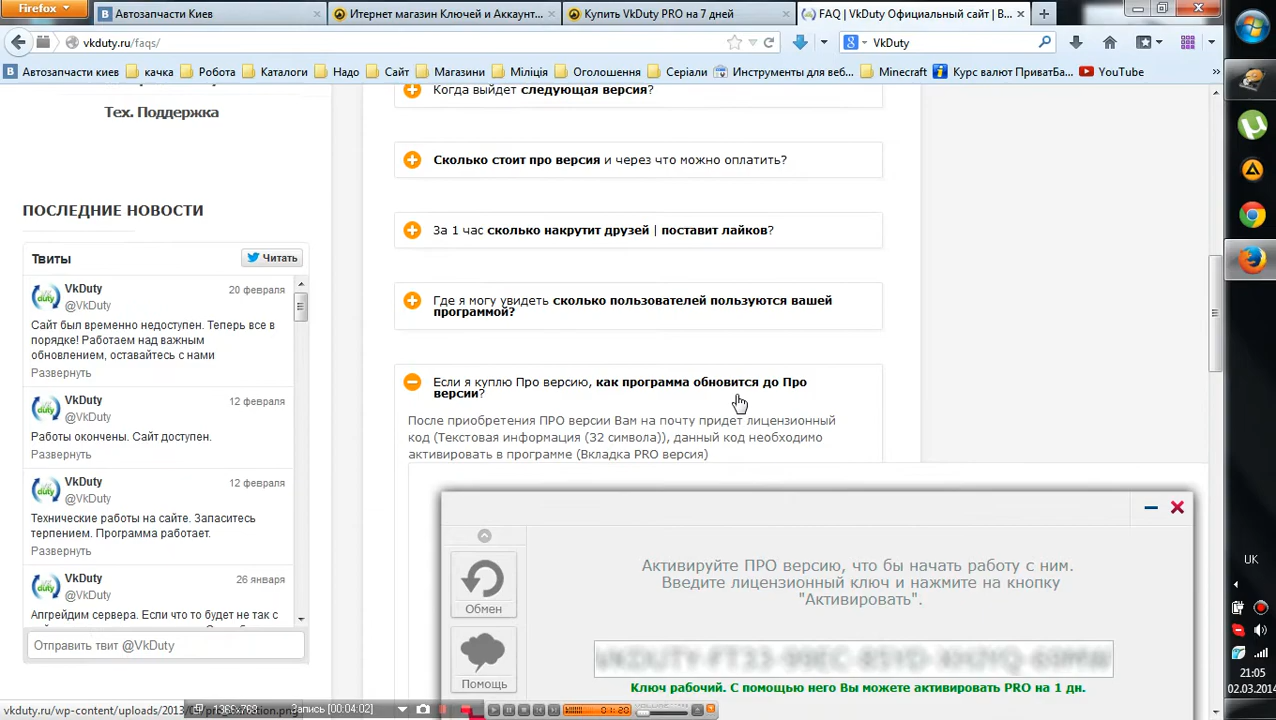 Firefox
Автозапчасти Киев
Итернет магазин Ключей и Аккаунт...
Купить VkDuty PRO на 7 дней
FAQ | VkDuty Официальный сайт | В...
vkduty.ru/faqs/
VkDuty
Автозапчасти киев
качка
Робота
Каталоги
Надо
Сайт
Магазини
Міліція
Оголошення
Серіали
Инструменты для веб...
Minecraft
Курс валют ПриватБа...
YouTube
Тех. Поддержка
ПОСЛЕДНИЕ НОВОСТИ
Твиты
Читать
VkDuty
20 февраля
@VkDuty
Сайт был временно недоступен. Теперь все в
порядке! Работаем над важным
обновлением, оставайтесь с нами
Развернуть
VkDuty
12 февраля
@VkDuty
Работы окончены. Сайт доступен.
Развернуть
VkDuty
12 февраля
@VkDuty
Технические работы на сайте. Запаситесь
терпением. Программа работает.
Развернуть
VkDuty
26 января
@VkDuty
Апгрейдим сервера. Если что то будет не так с
Отправить твит @VkDuty
Когда выйдет следующая версия?
Сколько стоит про версия и через что можно оплатить?
За 1 час сколько накрутит друзей | поставит лайков?
Где я могу увидеть сколько пользователей пользуются вашей
программой?
Если я куплю Про версию, как программа обновится до Про
версии?
После приобретения ПРО версии Вам на почту придет лицензионный
код (Текстовая информация (32 символа)), данный код необходимо
активировать в программе (Вкладка PRO версия)
Обмен
Помощь
Активируйте ПРО версию, что бы начать работу с ним.
Введите лицензионный ключ и нажмите на кнопку
"Активировать".
Ключ рабочий. С помощью него Вы можете активировать PRO на 1 дн.
UK
21:05
02.03.2014
1369x768
Запись [00:04:02]
01:20